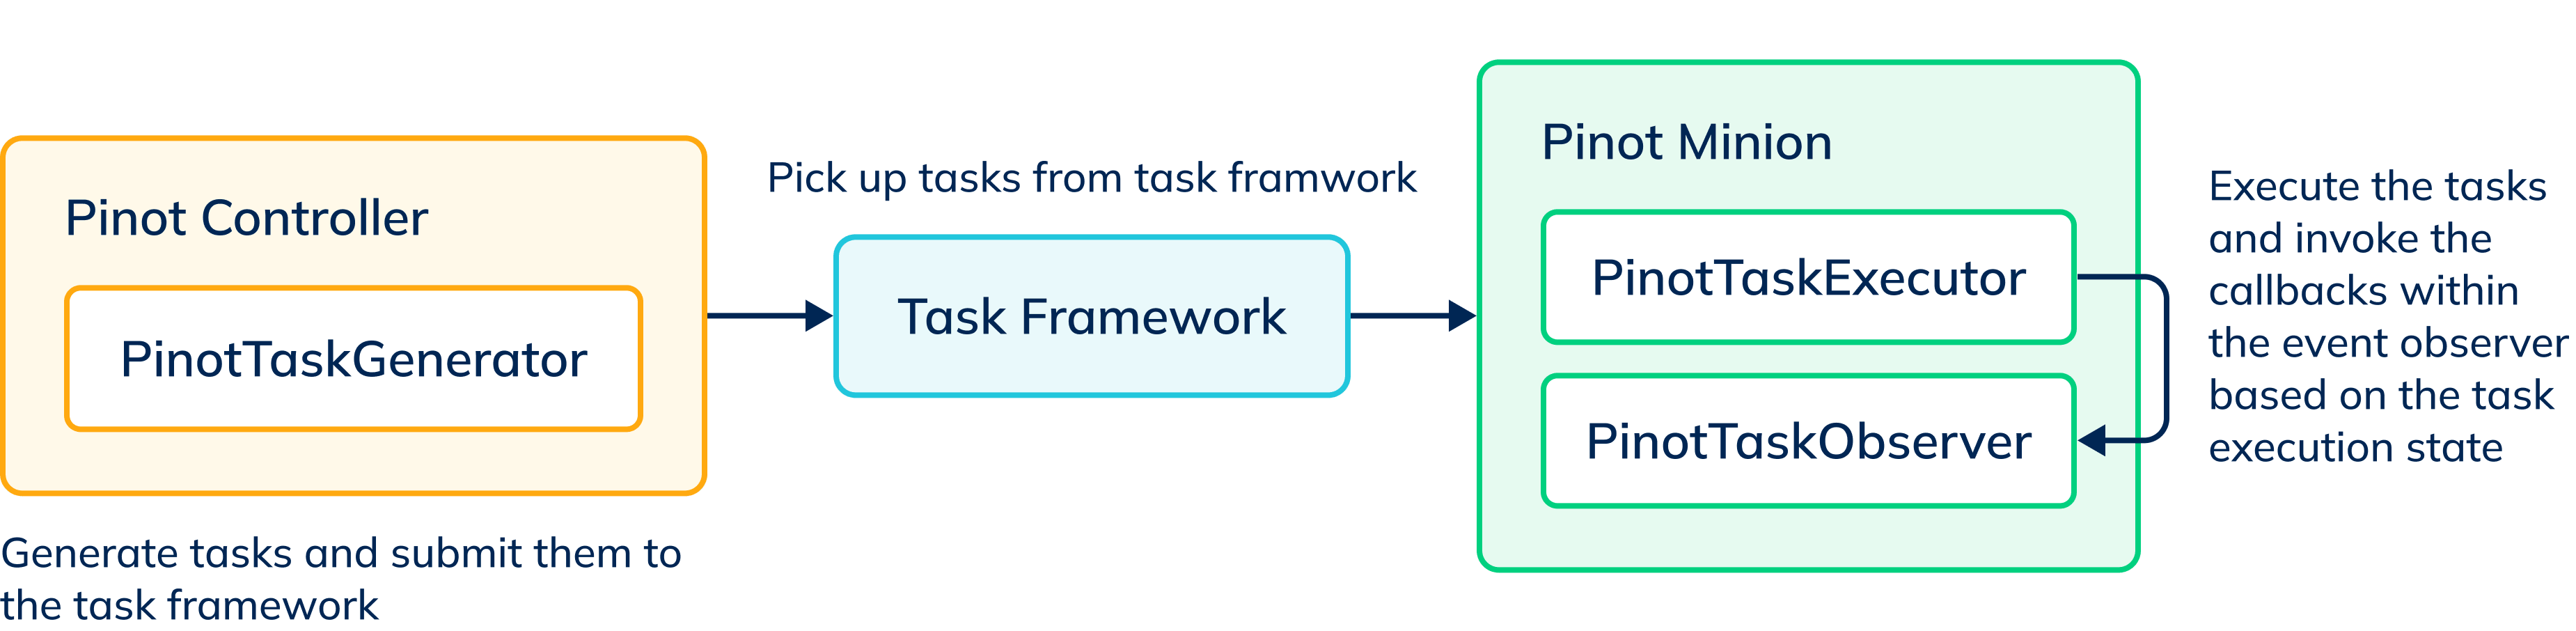 Pinot Controller
PinotTaskGenerator
Generate tasks and submit them to
the task framework
Pick up tasks from task framwork
Task Framework
Pinot Minion
PinotTaskExecutor
PinotTaskObserver
Execute the tasks
and invoke the
callbacks within
the event observer
based on the task
execution state